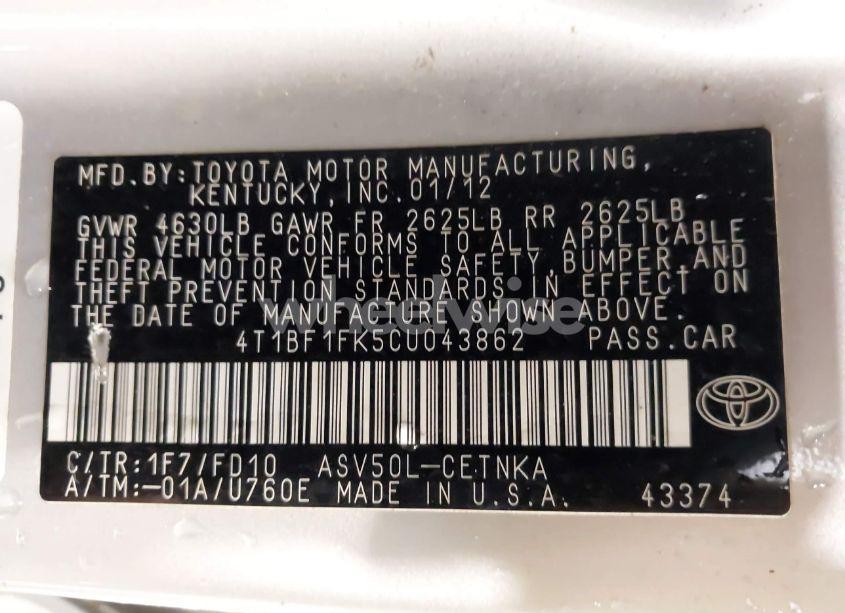 MFD.BY:TOYOTA MOTOR MANUFACTURING,
KENTUCKY,INC.01/12
GVWR 4630LB GAWR FR 2625LB RR 2625LB
THIS VEHICLE CONFORMS TO ALL APPLICABLE
FEDERAL MOTOR VEHICLE SAFETY,BUMPER,AND
THEFT PREVENTION STANDARDS IN EFFECT ON
THE DATE OF MANUFACTURE SHOWN ABOVE.
wheelwise
4T1BF1FK5CU043862 PASS.CAR
C/TR:1F7/FD10 ASV50L-CETNKA
A/TM:-01A/U760E MADE IN U.S.A. 43374